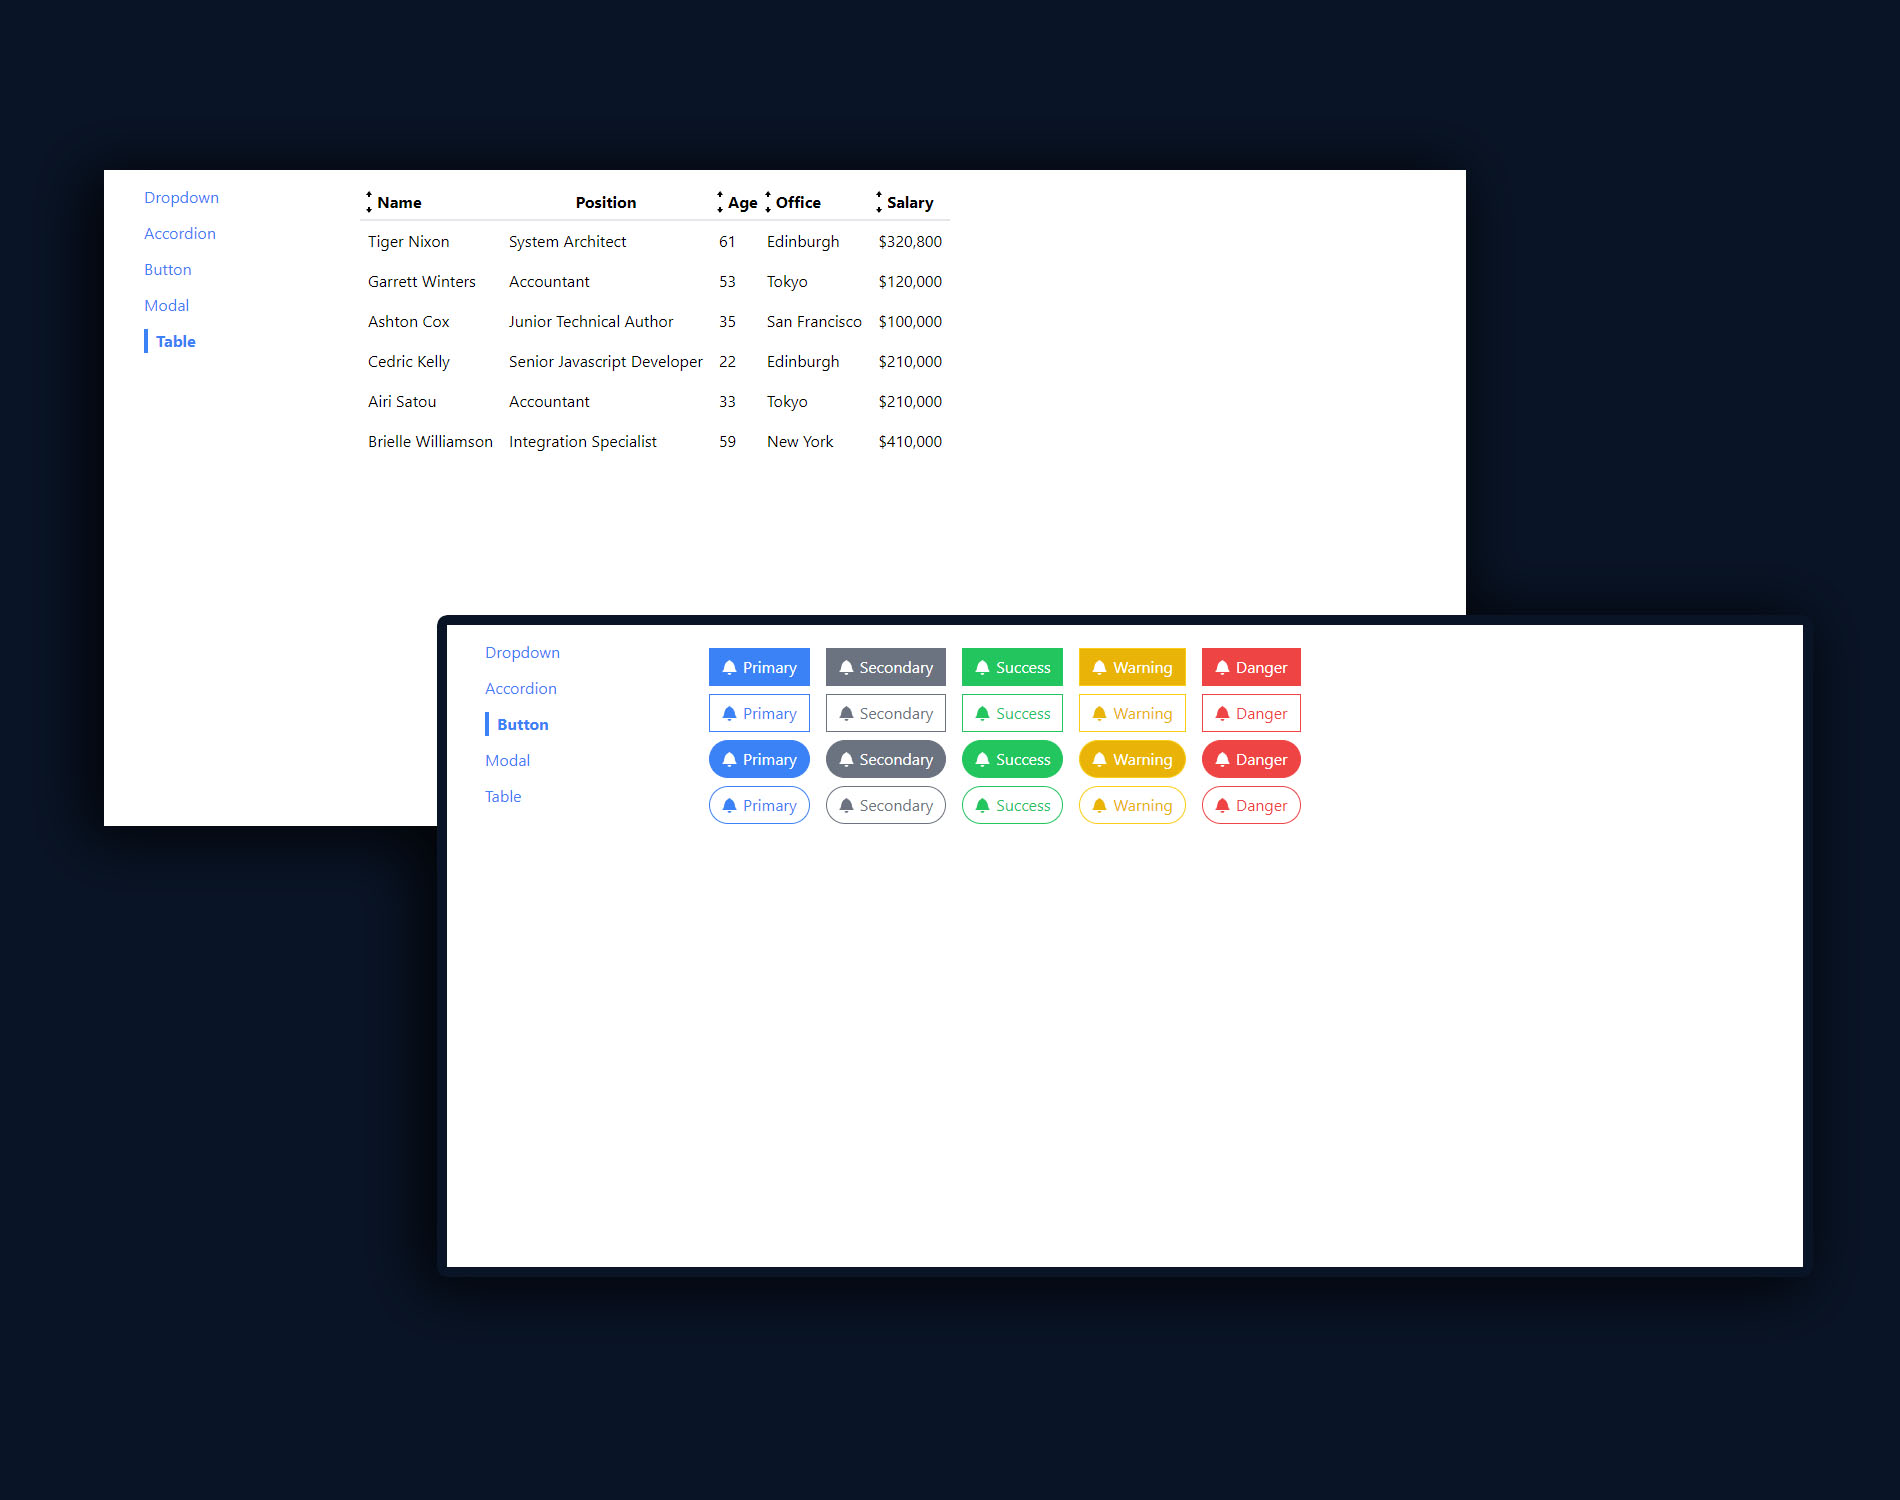 Dropdown
Accordion
Button
Modal
Table
Name Position Age Office Salary
Tiger Nixon System Architect 61 Edinburgh $320,800
Garrett Winters Accountant 53 Tokyo $120,000
Ashton Cox Junior Technical Author 35 San Francisco $100,000
Cedric Kelly Senior Javascript Developer 22 Edinburgh $210,000
Airi Satou Accountant 33 Tokyo $210,000
Brielle Williamson Integration Specialist 59 New York $410,000
Dropdown
Accordion
Button
Modal
Table
Primary Secondary Success Warning Danger
Primary Secondary Success Warning Danger
Primary Secondary Success Warning Danger
Primary Secondary Success Warning Danger